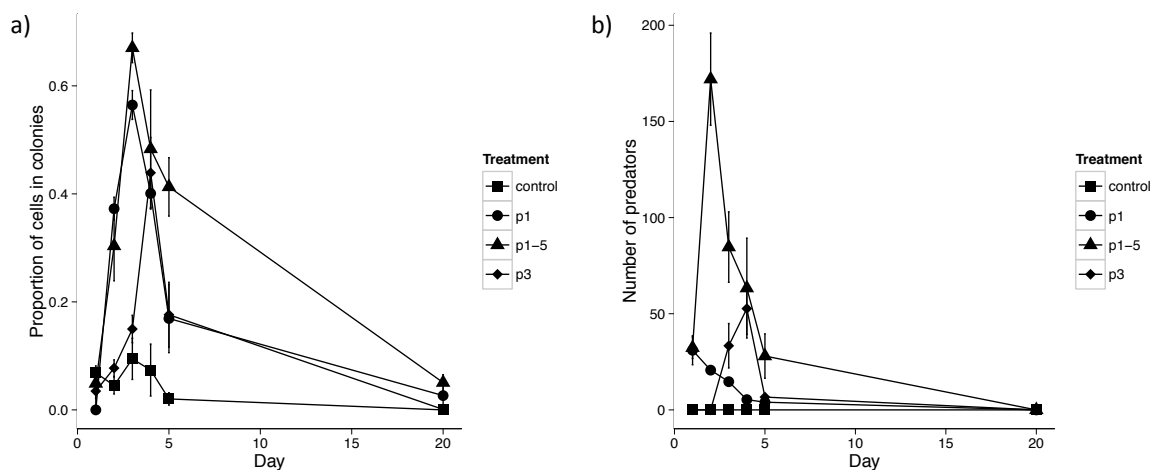 a)
Proportion of cells in colonies
0.6
0.4
0.2
0.0
0 5 10 15 20
Day
Treatment
control
p1
p1−5
p3
b)
Number of predators
200
150
100
50
0
0 5 10 15 20
Day
Treatment
control
p1
p1−5
p3